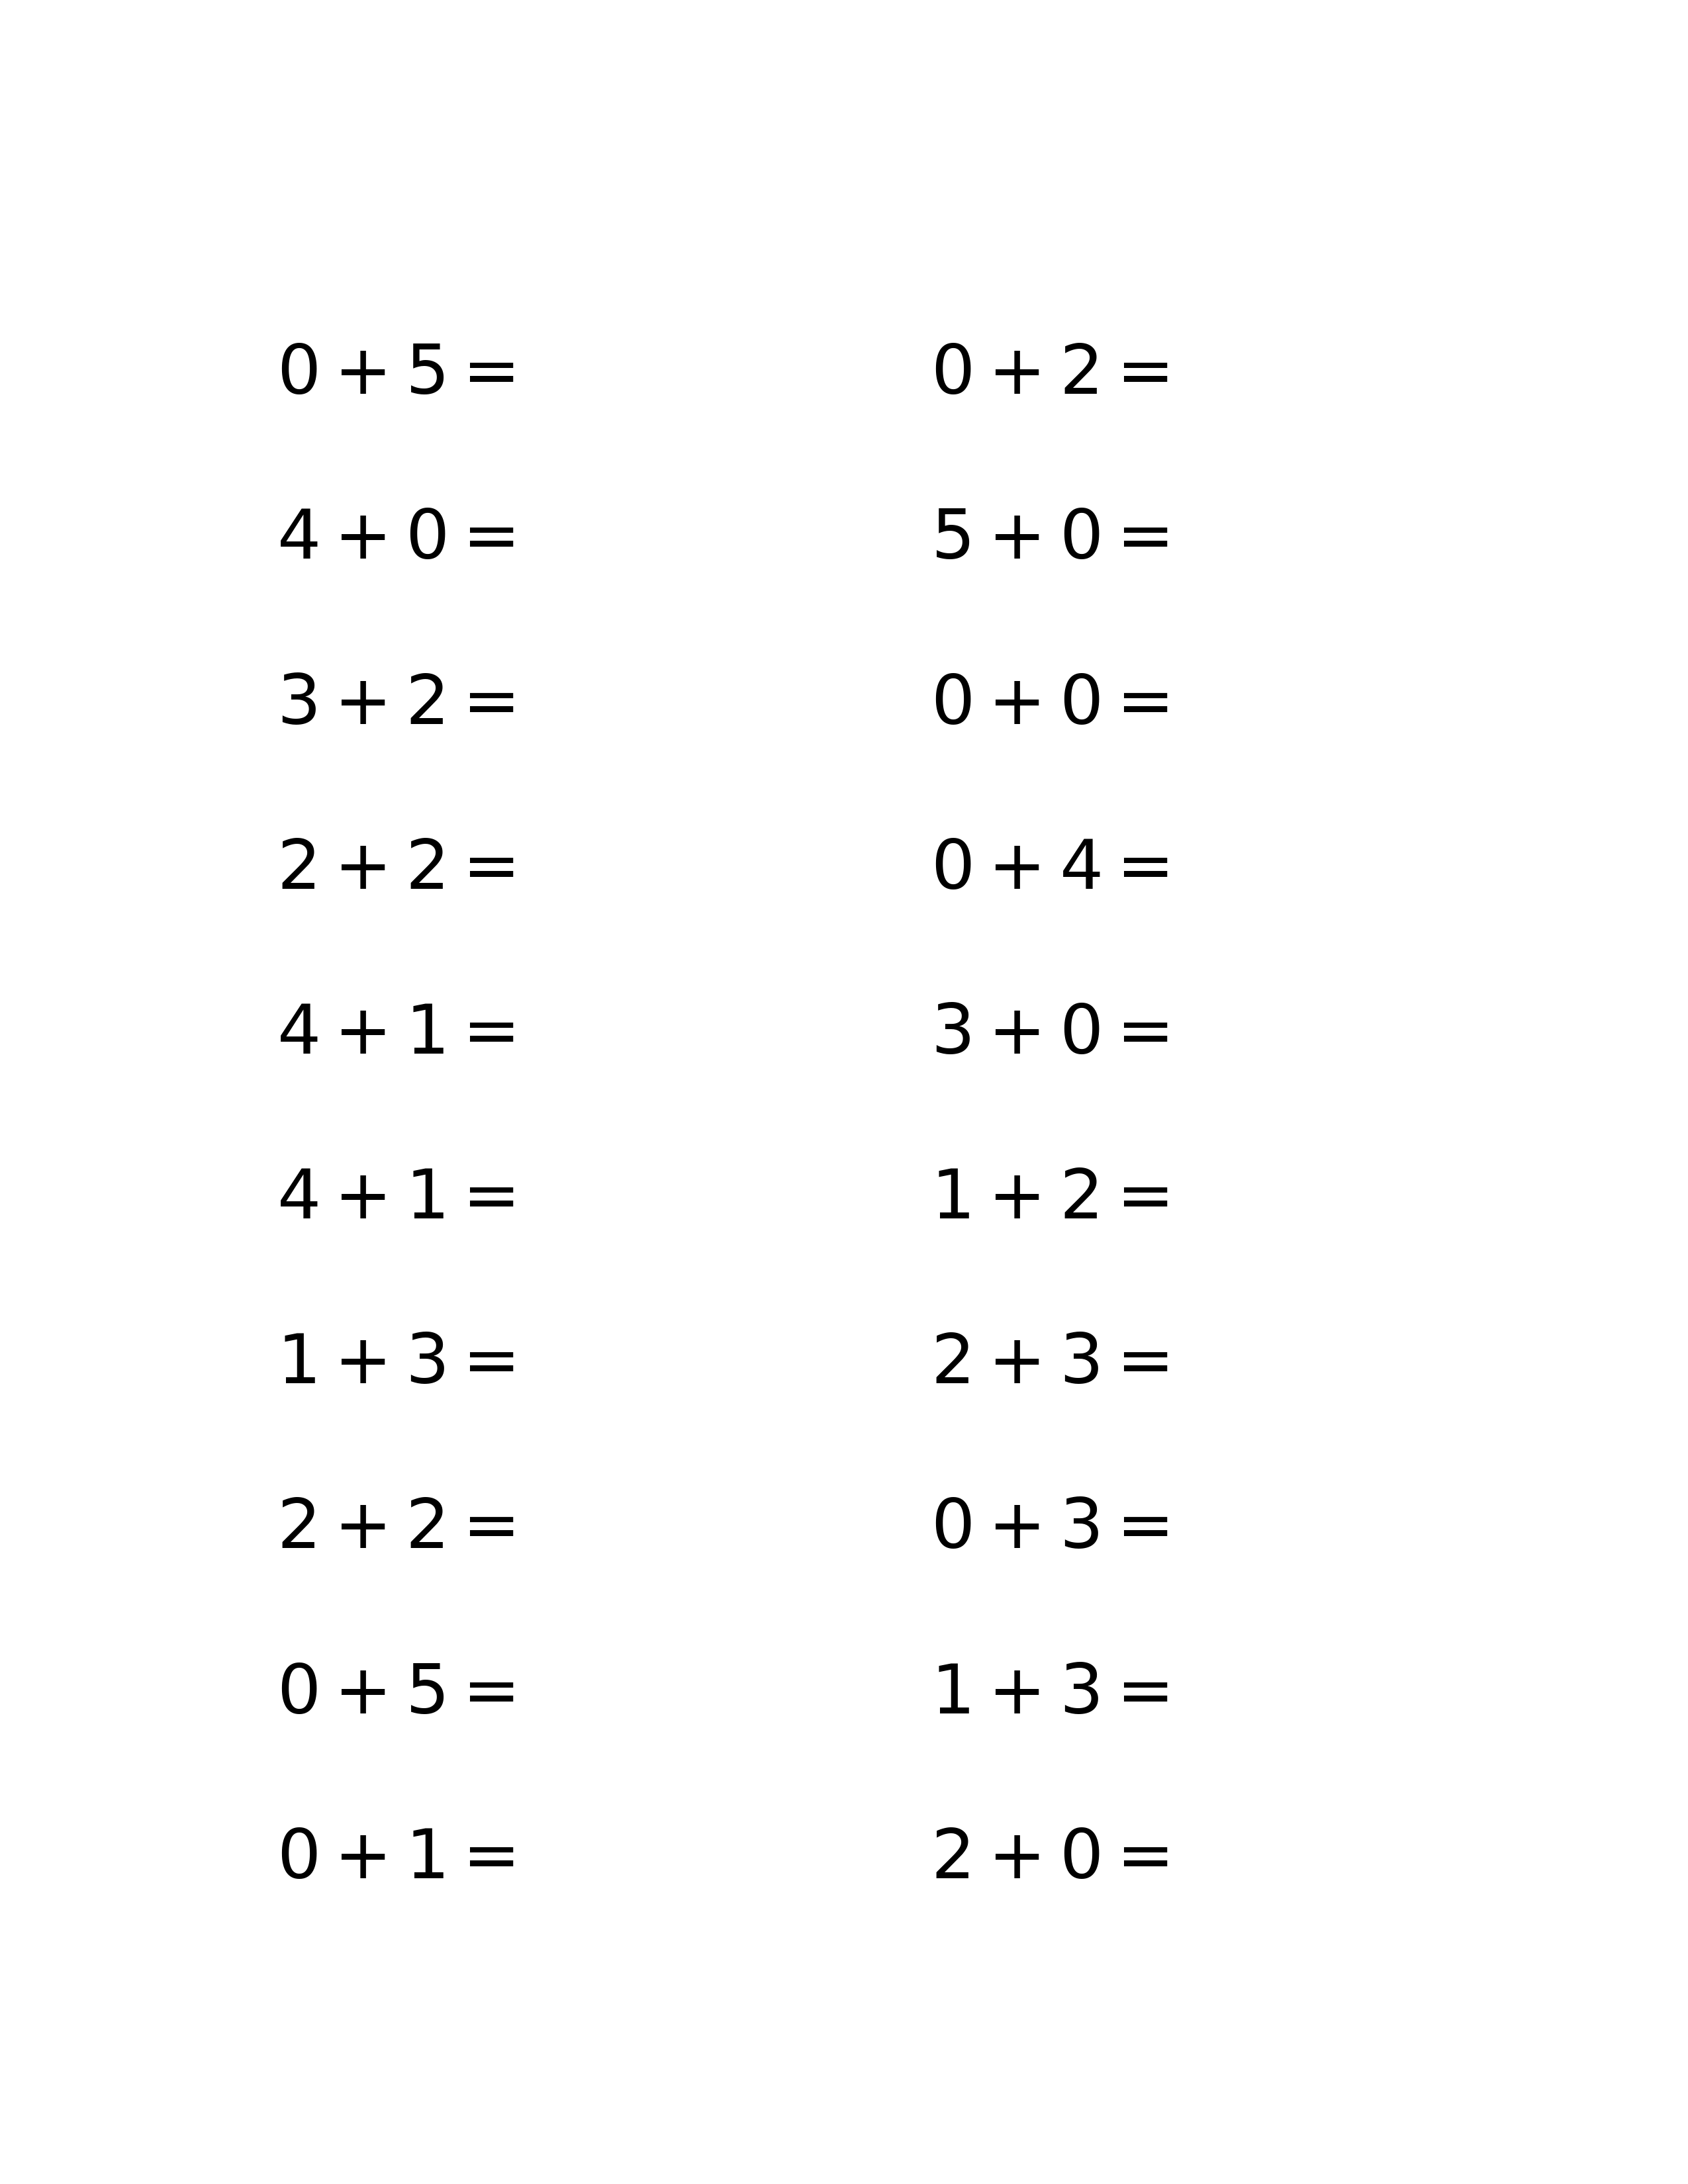 0 + 5 = 0 + 2 =
4 + 0 = 5 + 0 =
3 + 2 = 0 + 0 =
2 + 2 = 0 + 4 =
4 + 1 = 3 + 0 =
4 + 1 = 1 + 2 =
1 + 3 = 2 + 3 =
2 + 2 = 0 + 3 =
0 + 5 = 1 + 3 =
0 + 1 = 2 + 0 =